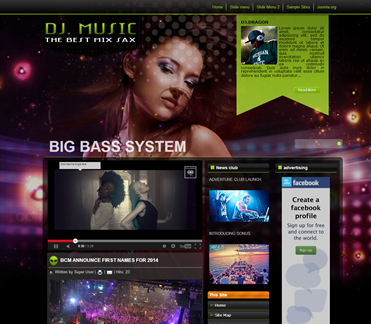 Home Slide menu Slide Menu 2 Sample Sites Joomla.org
DJ. MUSIC
THE BEST MIX SAX
DJ.DRAGON
Lorem ipsum dolor sit amet, consectetur adipisicing elit, sed do eiusmod tempor incididunt ut labore et dolore magna aliqua. Ut enim ad minim veniam, quis nostrud exercitation ullamco laboris nisi ut aliquip ex ea commodo consequat. Duis aute irure dolor in reprehenderit in voluptate velit esse cillum dolore eu fugiat nulla pariatur...
Read More
BIG BASS SYSTEM
News club
ADVENTURE CLUB LAUNCH
INTRODUCING SONUS
This Site
Home
Site Map
advertising
facebook
Create a facebook profile
Sign up for free and connect to the world.
Sign Up
BCM ANNOUNCE FIRST NAMES FOR 2014
Written by Super User | | | Hits: 20